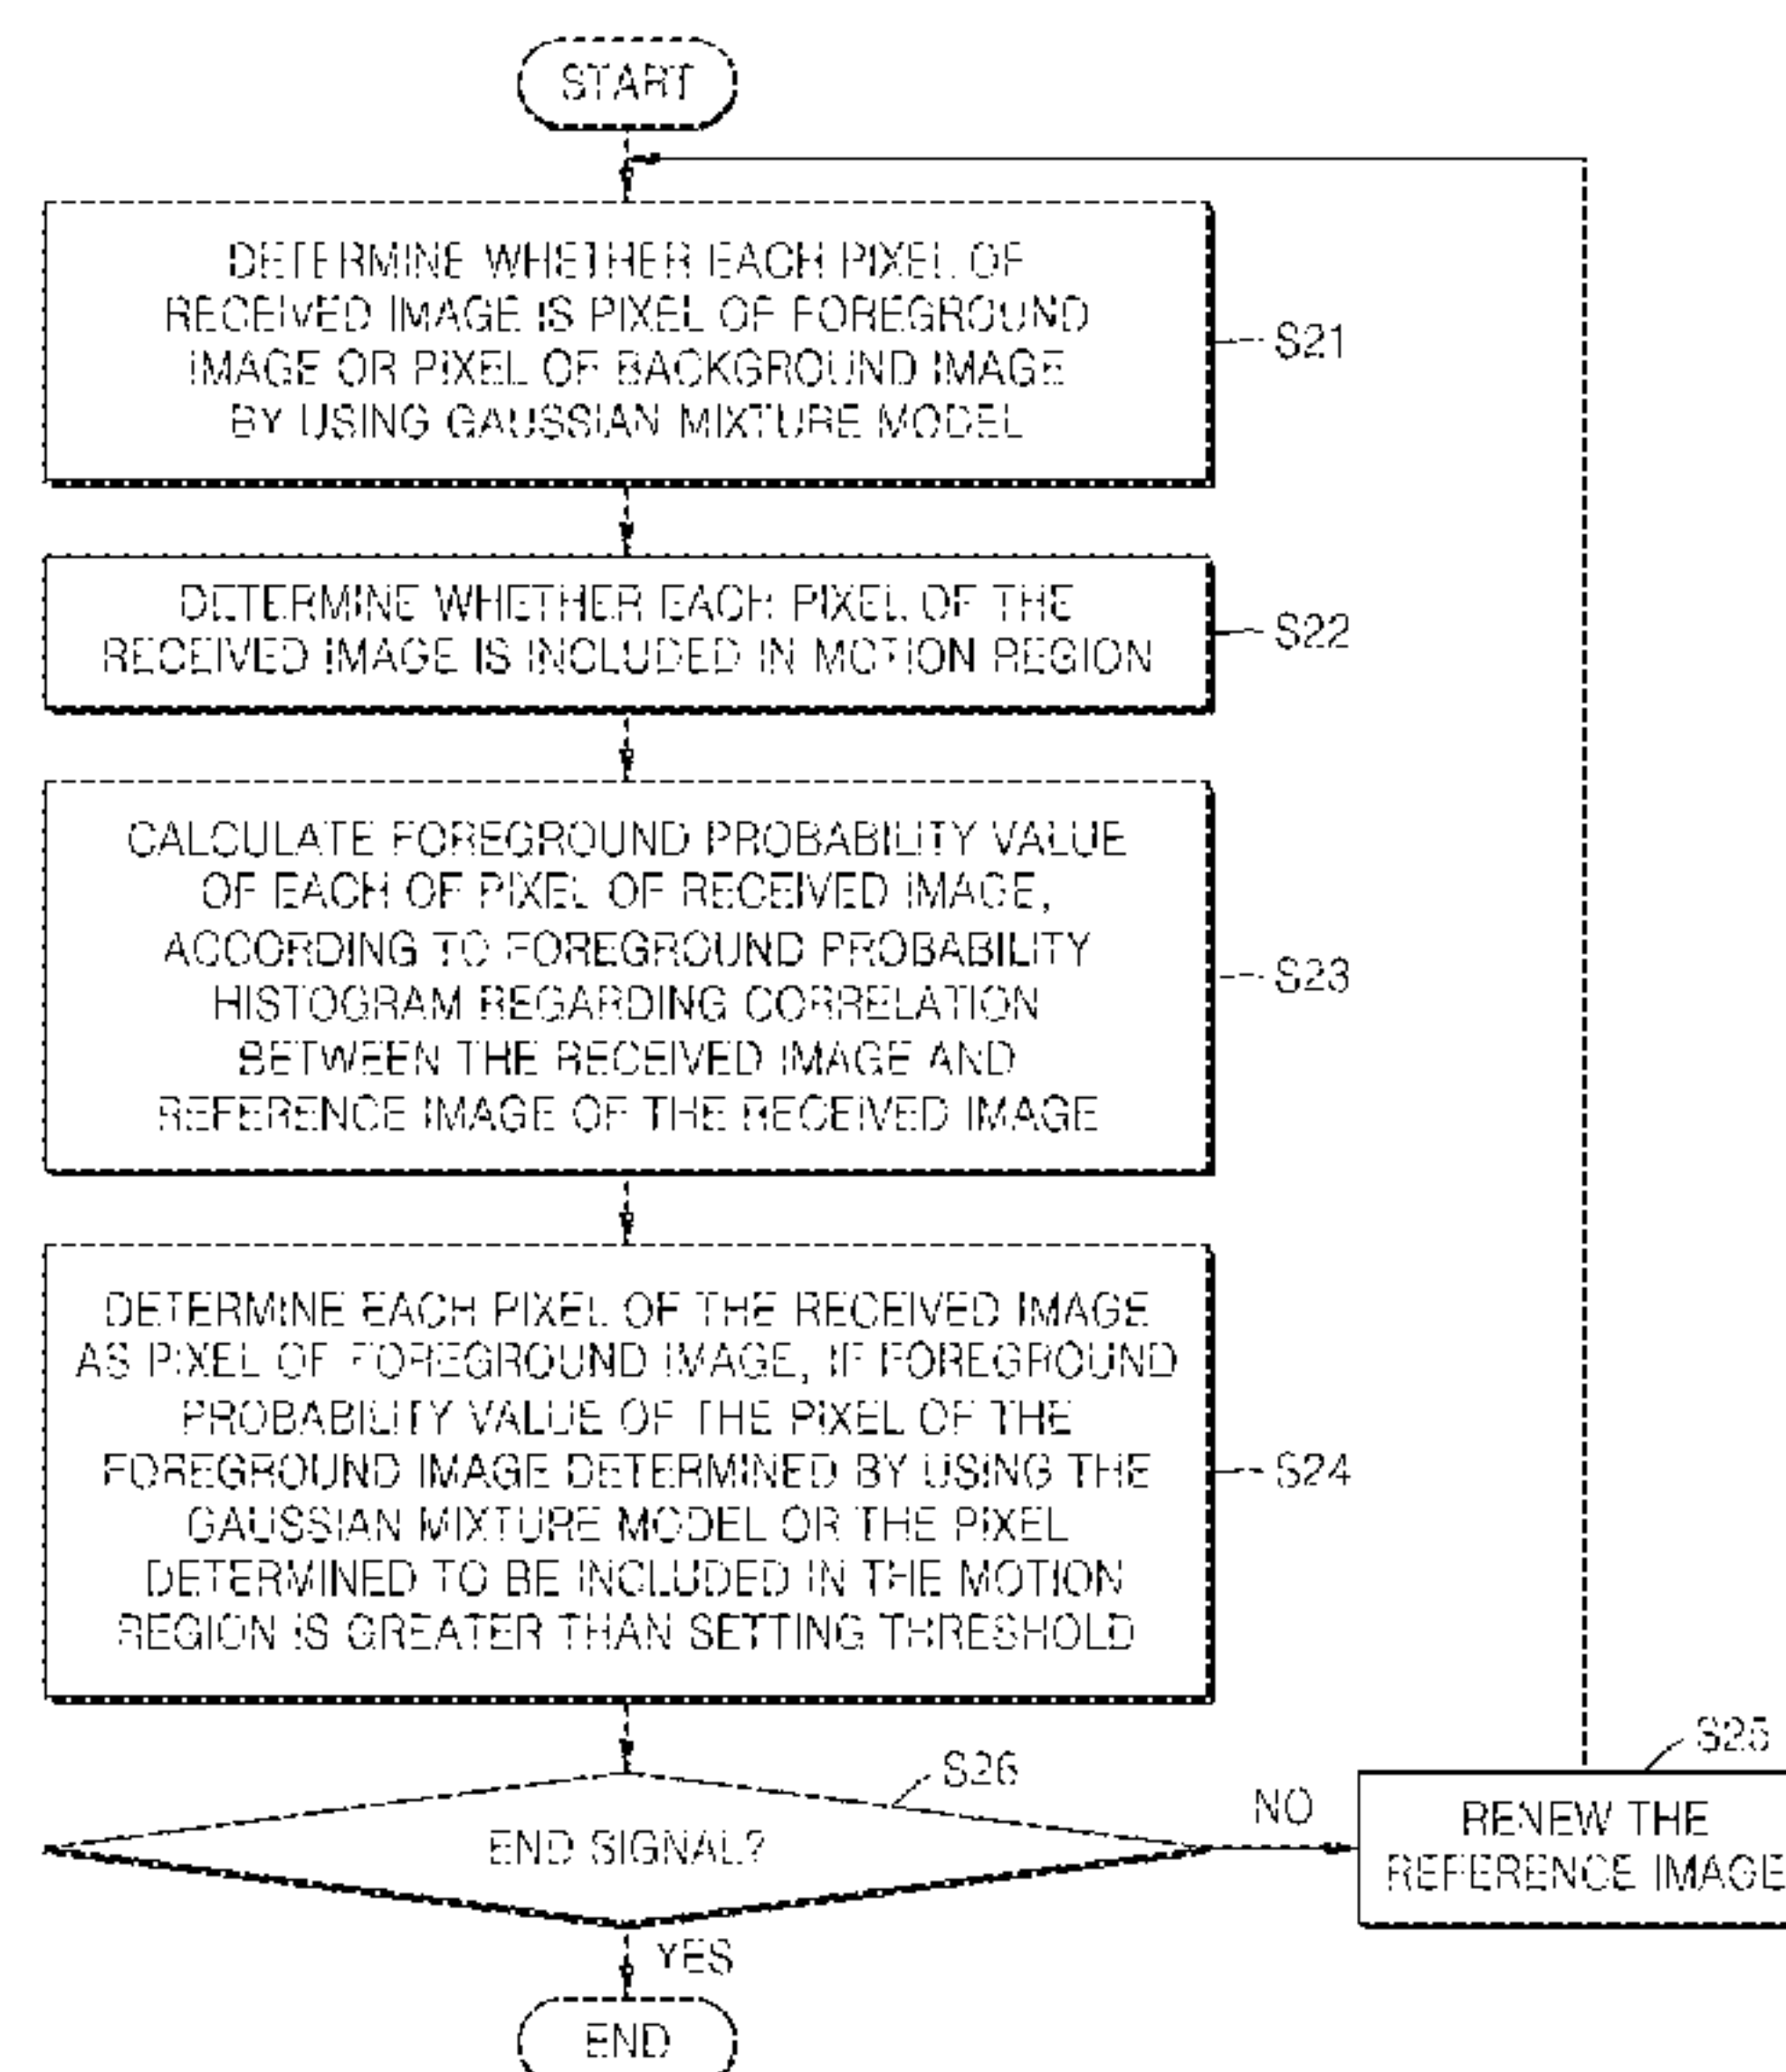 START
DETERMINE WHETHER EACH PIXEL OF
RECEIVED IMAGE IS PIXEL OF FOREGROUND
IMAGE OR PIXEL OF BACKGROUND IMAGE
BY USING GAUSSIAN MIXTURE MODEL
S21
DETERMINE WHETHER EACH PIXEL OF THE
RECEIVED IMAGE IS INCLUDED IN MOTION REGION
S22
CALCULATE FOREGROUND PROBABILITY VALUE
OF EACH OF PIXEL OF RECEIVED IMAGE,
ACCORDING TO FOREGROUND PROBABILITY
HISTOGRAM REGARDING CORRELATION
BETWEEN THE RECEIVED IMAGE AND
REFERENCE IMAGE OF THE RECEIVED IMAGE
S23
DETERMINE EACH PIXEL OF THE RECEIVED IMAGE
AS PIXEL OF FOREGROUND IMAGE, IF FOREGROUND
PROBABILITY VALUE OF THE PIXEL OF THE
FOREGROUND IMAGE DETERMINED BY USING THE
GAUSSIAN MIXTURE MODEL OR THE PIXEL
DETERMINED TO BE INCLUDED IN THE MOTION
REGION IS GREATER THAN SETTING THRESHOLD
S24
S26
END SIGNAL?
NO
S25
RENEW THE
REFERENCE IMAGE
YES
END